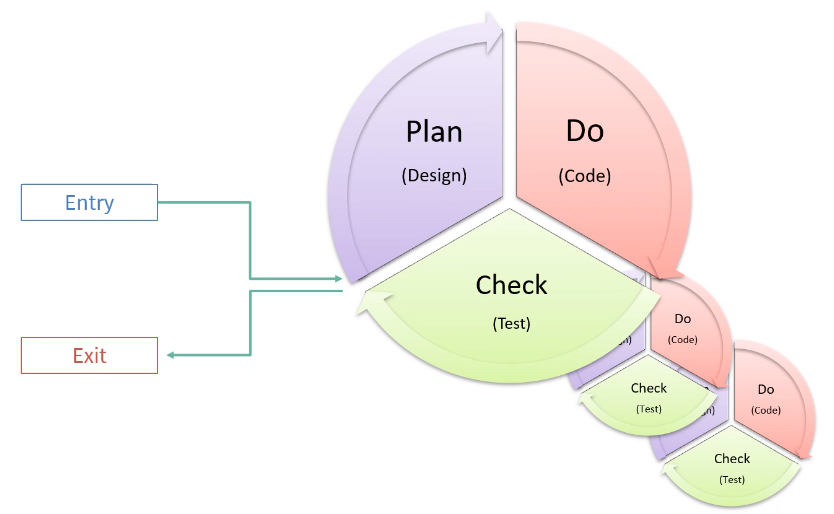 Plan
(Design)
Do
(Code)
Entry
Check
(Test)
Exit
Do
(Code)
Check
(Test)
Do
(Code)
Check
(Test)